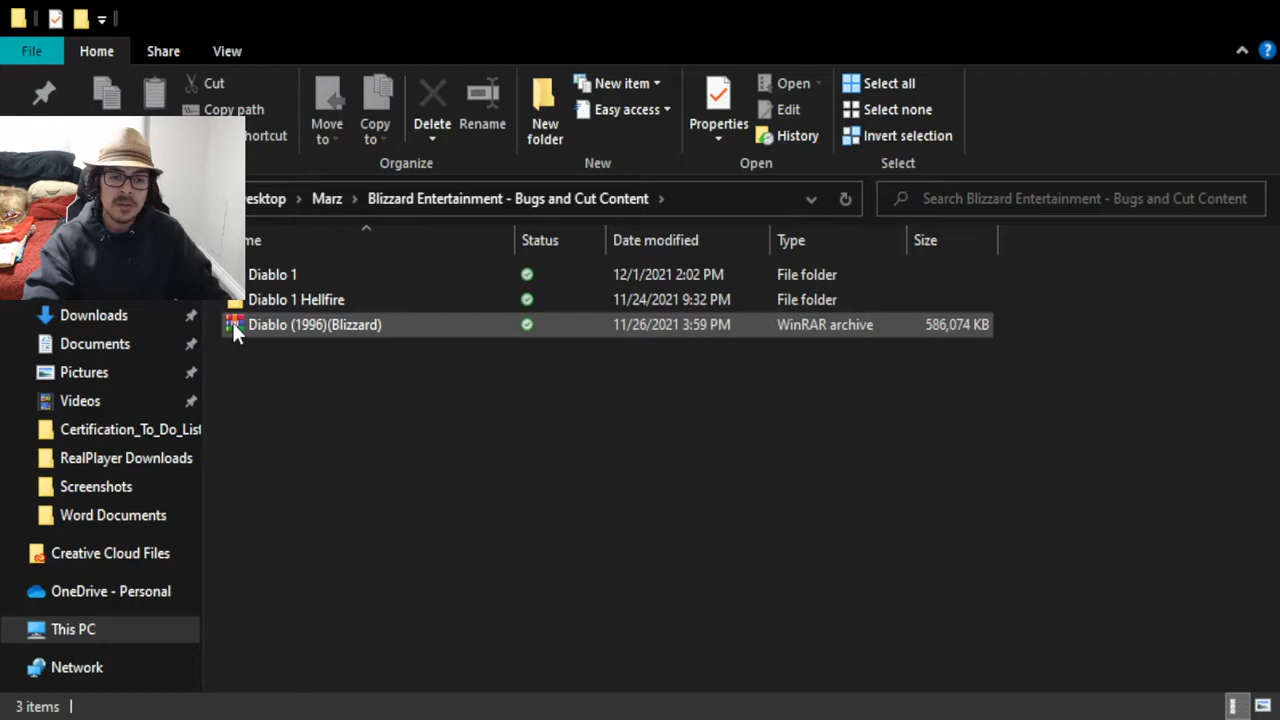 File Home Share View
Cut
Copy path
shortcut
Move to
Copy to
Delete
Rename
Organize
New folder
New item
Easy access
New
Properties
Open
Edit
History
Open
Select all
Select none
Invert selection
Select
esktop > Marz > Blizzard Entertainment - Bugs and Cut Content >
Search Blizzard Entertainment - Bugs and Cut Content
me Status Date modified Type Size
Diablo 1 12/1/2021 2:02 PM File folder
Diablo 1 Hellfire 11/24/2021 9:32 PM File folder
Diablo (1996)(Blizzard) 11/26/2021 3:59 PM WinRAR archive 586,074 KB
Downloads
Documents
Pictures
Videos
Certification_To_Do_List
RealPlayer Downloads
Screenshots
Word Documents
Creative Cloud Files
OneDrive - Personal
This PC
Network
3 items